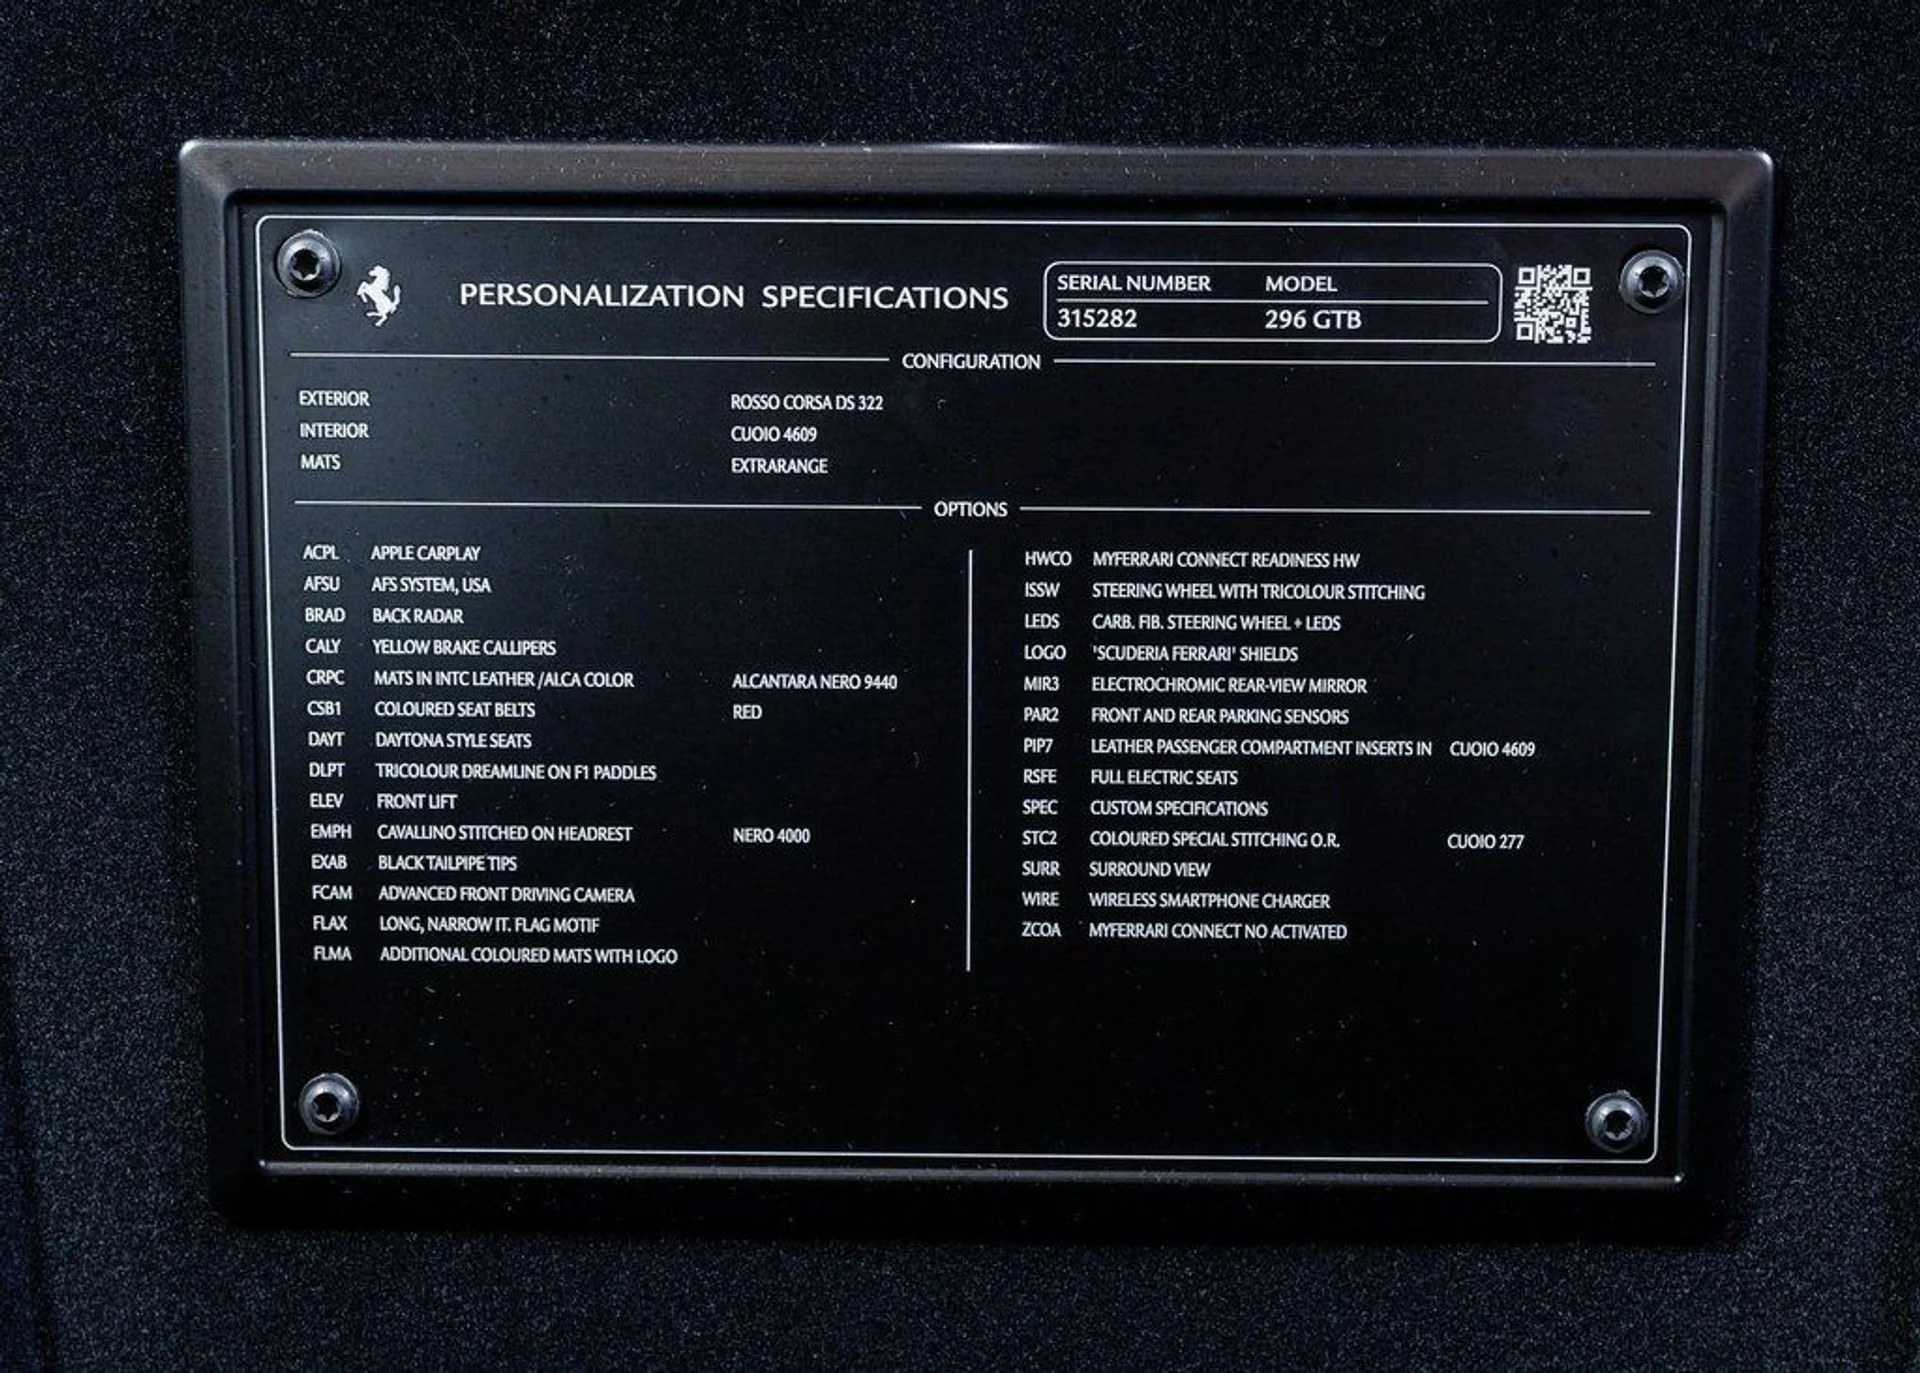 PERSONALIZATION SPECIFICATIONS
SERIAL NUMBER MODEL
315282 296 GTB
CONFIGURATION
EXTERIOR ROSSO CORSA DS 322
INTERIOR CUOIO 4609
MATS EXTRARANGE
OPTIONS
ACPL APPLE CARPLAY
AFSU AFS SYSTEM, USA
BRAD BACK RADAR
CALY YELLOW BRAKE CALLIPERS
CRPC MATS IN INTC LEATHER /ALCA COLOR ALCANTARA NERO 9440
CSB1 COLOURED SEAT BELTS RED
DAYT DAYTONA STYLE SEATS
DLPT TRICOLOUR DREAMLINE ON F1 PADDLES
ELEV FRONT LIFT
EMPH CAVALLINO STITCHED ON HEADREST NERO 4000
EXAB BLACK TAILPIPE TIPS
FCAM ADVANCED FRONT DRIVING CAMERA
FLAX LONG, NARROW IT. FLAG MOTIF
FLMA ADDITIONAL COLOURED MATS WITH LOGO
HWCO MYFERRARI CONNECT READINESS HW
ISSW STEERING WHEEL WITH TRICOLOUR STITCHING
LEDS CARB. FIB. STEERING WHEEL + LEDS
LOGO 'SCUDERIA FERRARI' SHIELDS
MIR3 ELECTROCHROMIC REAR-VIEW MIRROR
PAR2 FRONT AND REAR PARKING SENSORS
PIP7 LEATHER PASSENGER COMPARTMENT INSERTS IN CUOIO 4609
RSFE FULL ELECTRIC SEATS
SPEC CUSTOM SPECIFICATIONS
STC2 COLOURED SPECIAL STITCHING O.R. CUOIO 277
SURR SURROUND VIEW
WIRE WIRELESS SMARTPHONE CHARGER
ZCOA MYFERRARI CONNECT NO ACTIVATED